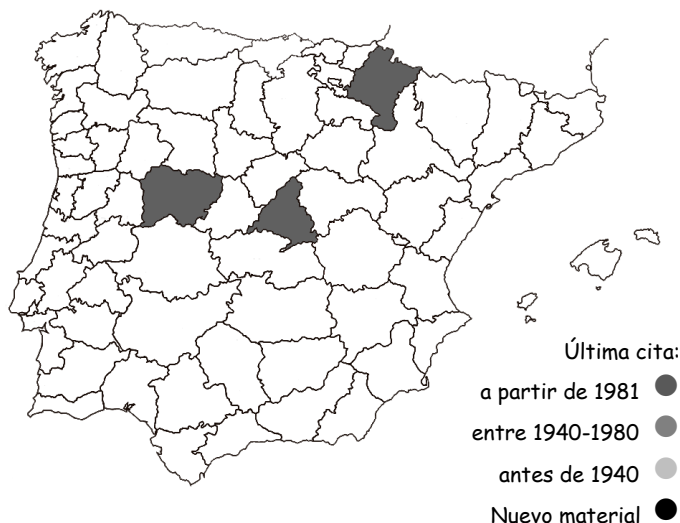 Última cita:
a partir de 1981
entre 1940-1980
antes de 1940
Nuevo material